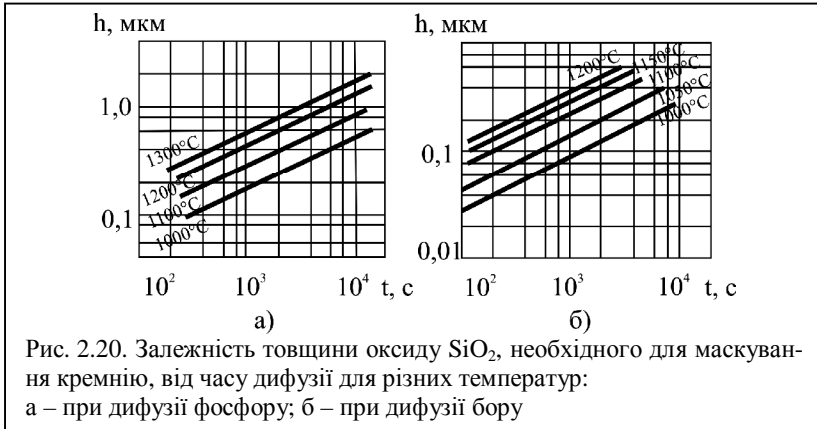 h, мкм
h, мкм
1,0
0,1
1300°C
1200°C
1100°C
1000°C
10² 10³ 10⁴ t, с
а)
0,1
0,01
1200°C
1150°C
1100°C
1050°C
1000°C
10² 10³ 10⁴ t, с
б)
Рис. 2.20. Залежність товщини оксиду SiO₂, необхідного для маскуван-
ня кремнію, від часу дифузії для різних температур:
а – при дифузії фосфору; б – при дифузії бору